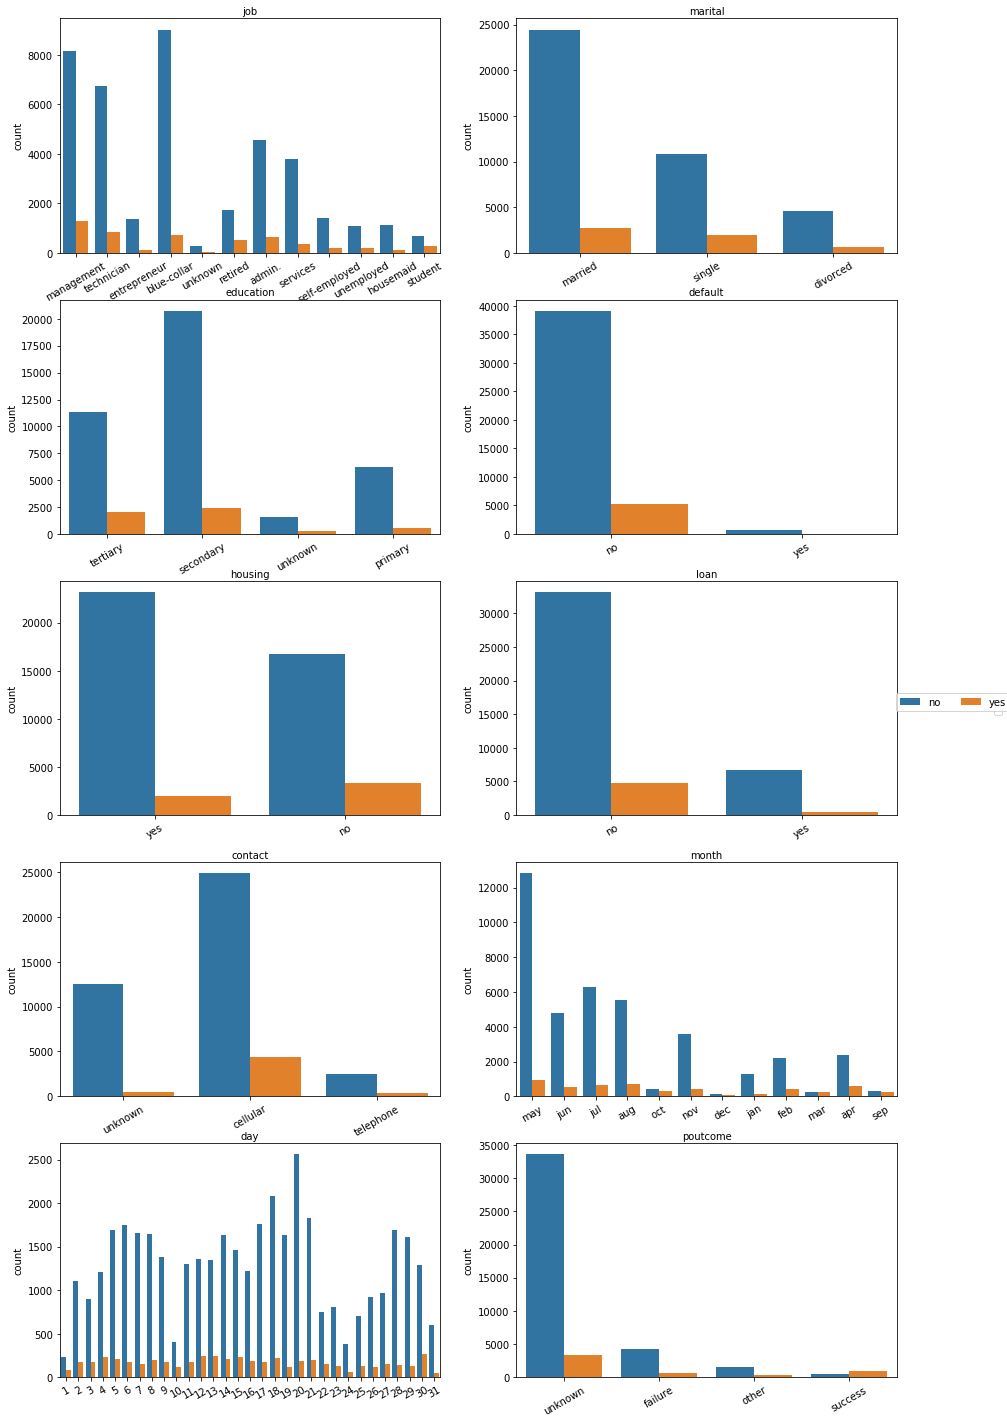 job
count
8000
6000
4000
2000
0
management technician entrepreneur blue-collar unknown retired admin. services self-employed unemployed housemaid student
marital
count
25000
20000
15000
10000
5000
0
married single divorced
education
count
20000
17500
15000
12500
10000
7500
5000
2500
0
tertiary secondary unknown primary
default
count
40000
35000
30000
25000
20000
15000
10000
5000
0
no yes
housing
count
20000
15000
10000
5000
0
yes no
loan
count
30000
25000
20000
15000
10000
5000
0
no yes
no yes
contact
count
25000
20000
15000
10000
5000
0
unknown cellular telephone
month
count
12000
10000
8000
6000
4000
2000
0
may jun jul aug oct nov dec jan feb mar apr sep
day
count
2500
2000
1500
1000
500
0
1 2 3 4 5 6 7 8 9 10 11 12 13 14 15 16 17 18 19 20 21 22 23 24 25 26 27 28 29 30 31
poutcome
count
35000
30000
25000
20000
15000
10000
5000
0
unknown failure other success